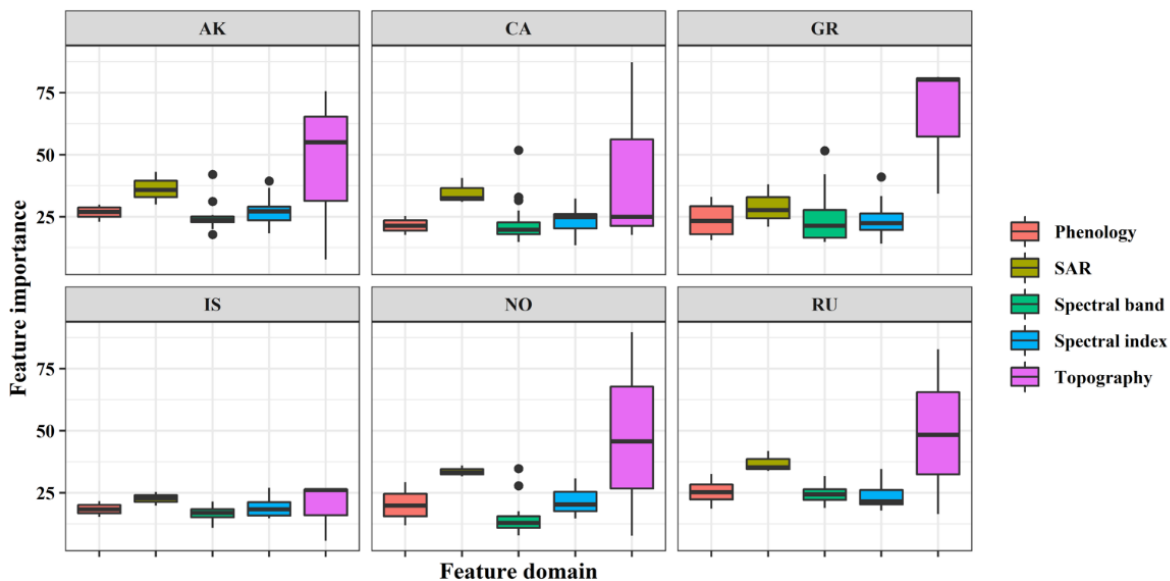 AK
CA
GR
Feature importance
75
50
25
IS
NO
RU
75
50
25
Feature domain
Phenology
SAR
Spectral band
Spectral index
Topography